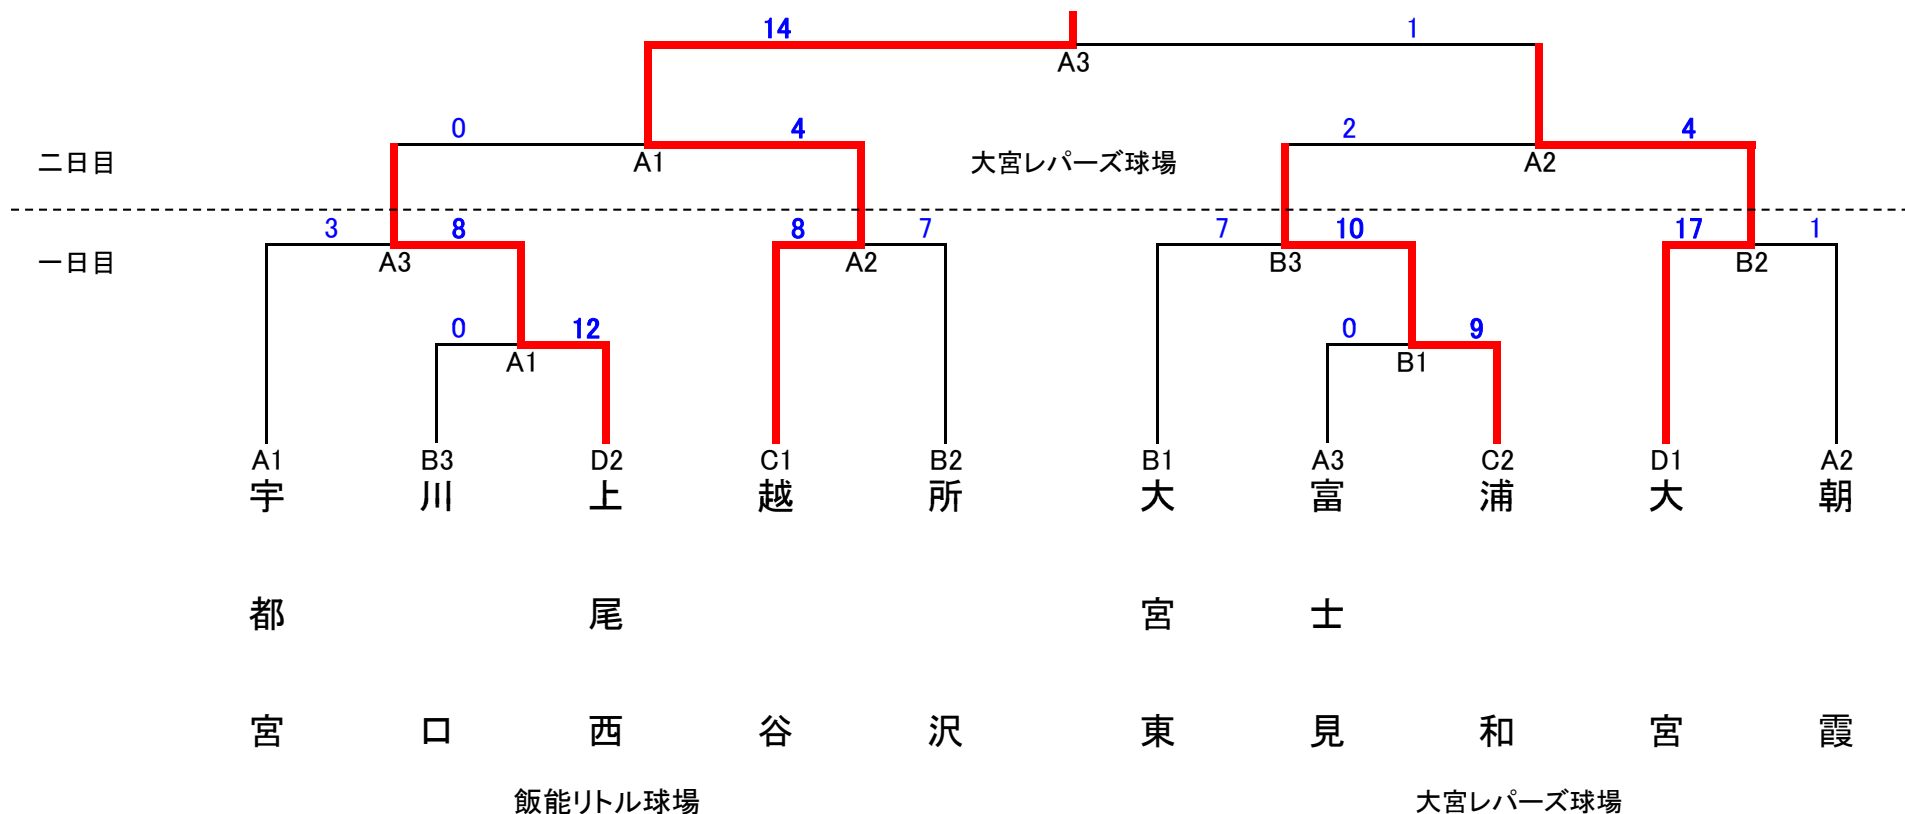 14 1
A3
0 4 2 4
二日目 A1 大宮レパーズ球場 A2
3 8 8 7 7 10 17 1
一日目 A3 A2 B3 B2
0 12 0 9
A1 B1
A1 B3 D2 C1 B2 B1 A3 C2 D1 A2
宇都宮 川口 上尾西 越谷 所沢 大宮東 富士見 浦和 大宮 朝霞
飯能リトル球場 大宮レパーズ球場